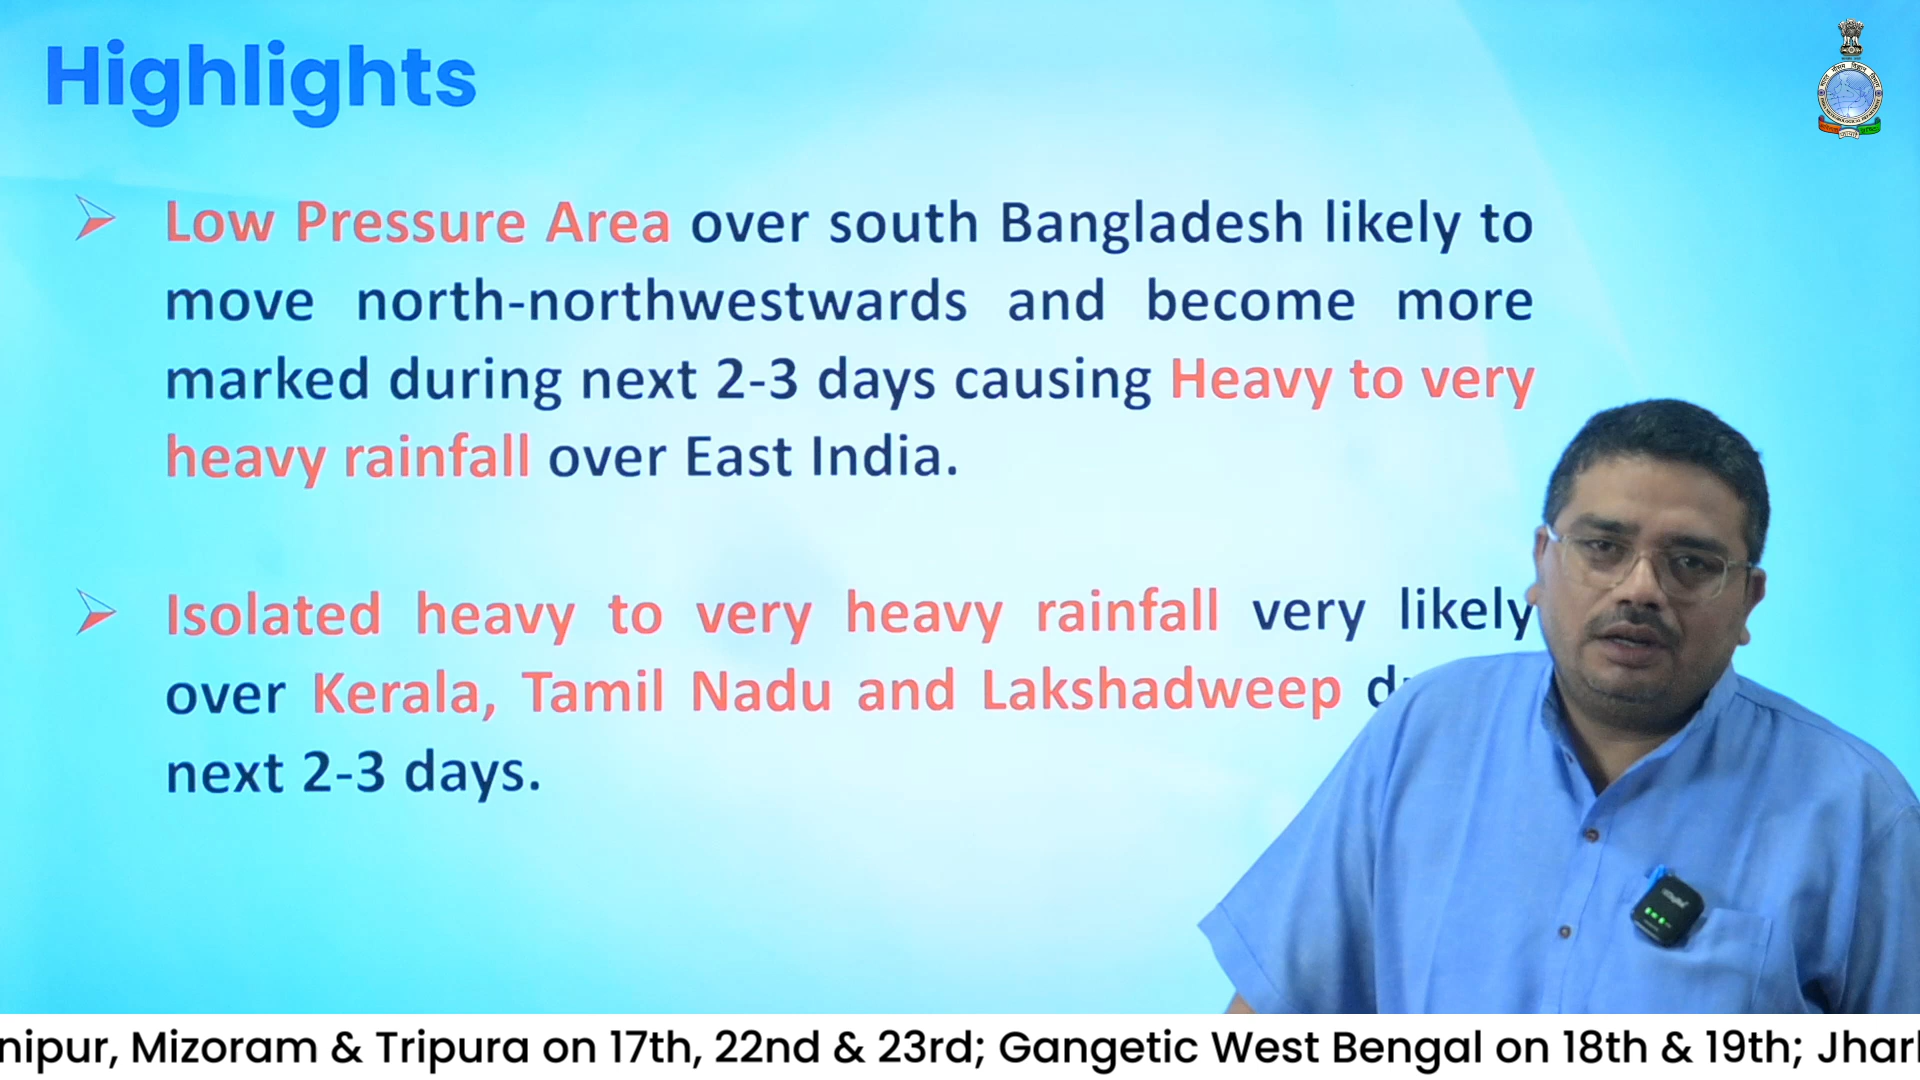 Highlights
Low Pressure Area over south Bangladesh likely to
move north-northwestwards and become more
marked during next 2-3 days causing Heavy to very
heavy rainfall over East India.
Isolated heavy to very heavy rainfall very likely
over Kerala, Tamil Nadu and Lakshadweep
next 2-3 days.
Mizoram & Tripura on 17th, 22nd & 23rd; Gangetic West Bengal on 18th & 19th;